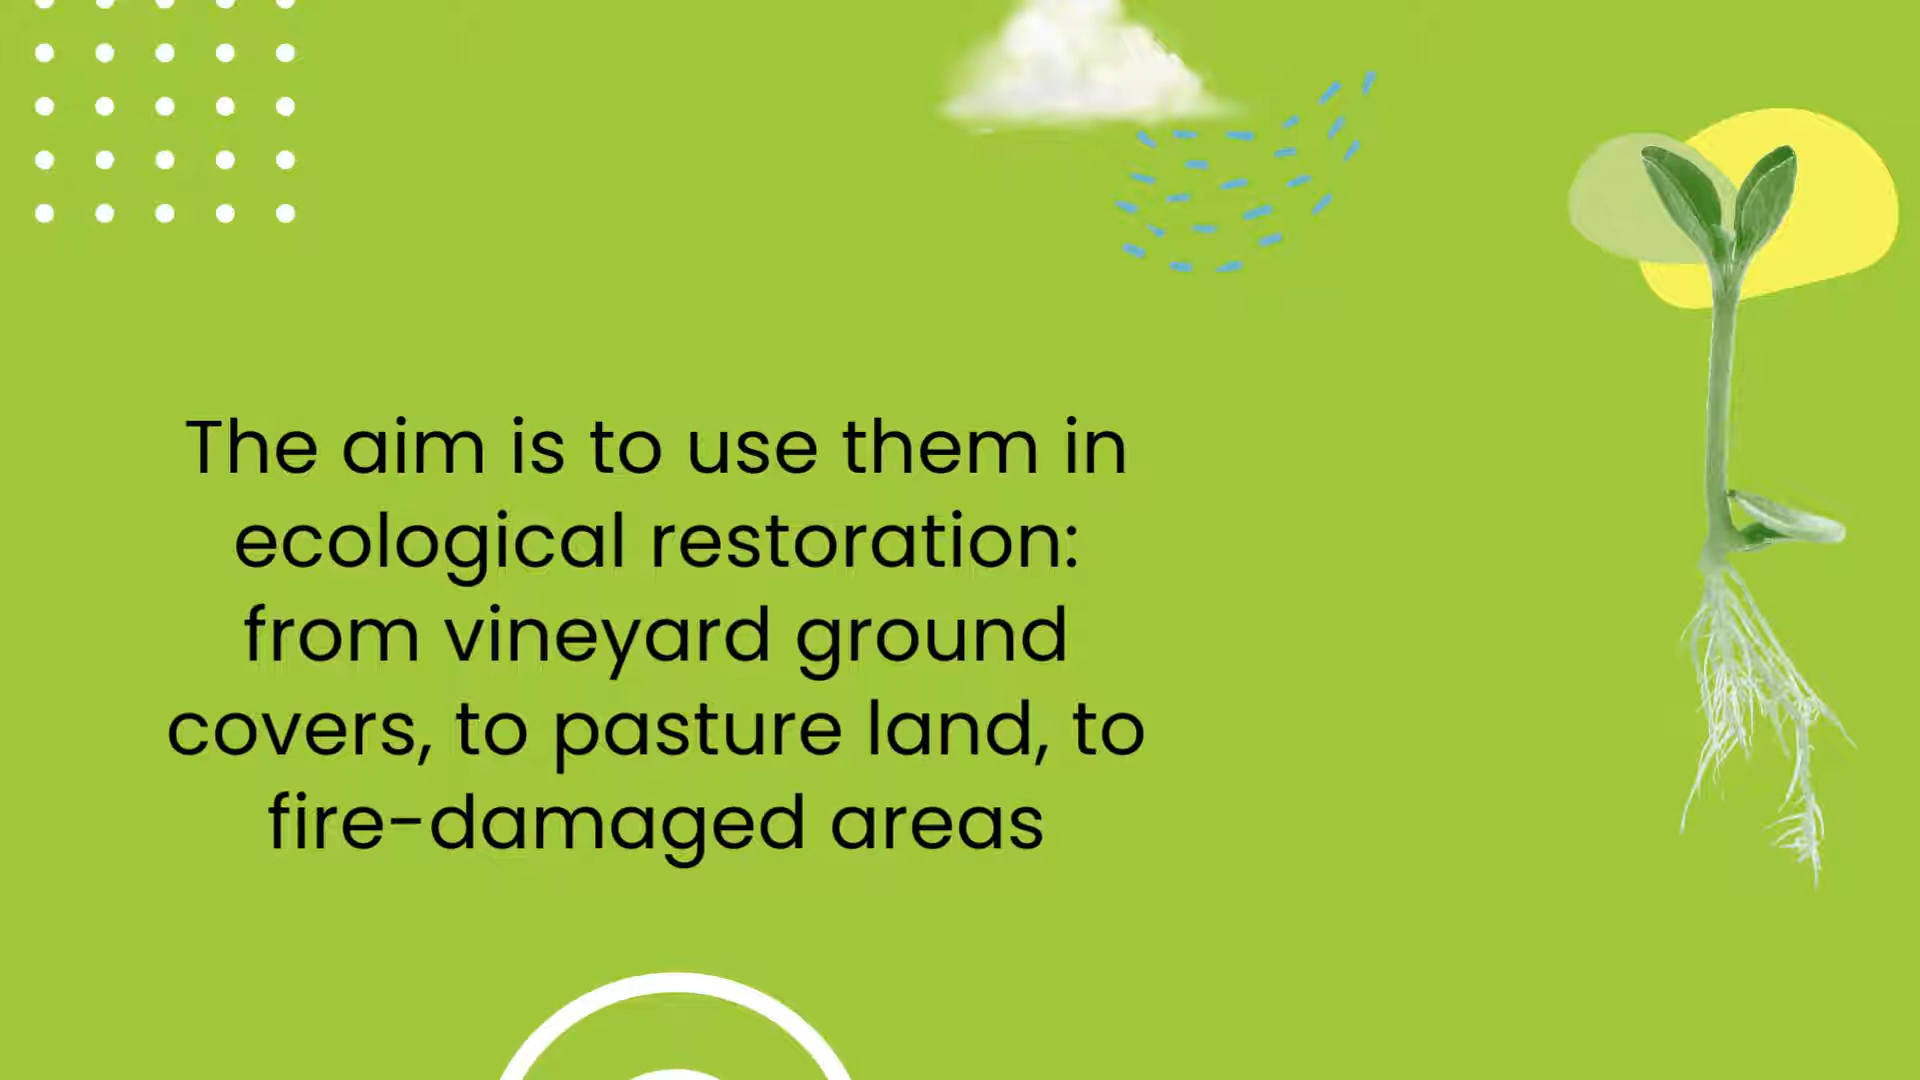 The aim is to use them in
ecological restoration:
from vineyard ground
covers, to pasture land, to
fire-damaged areas